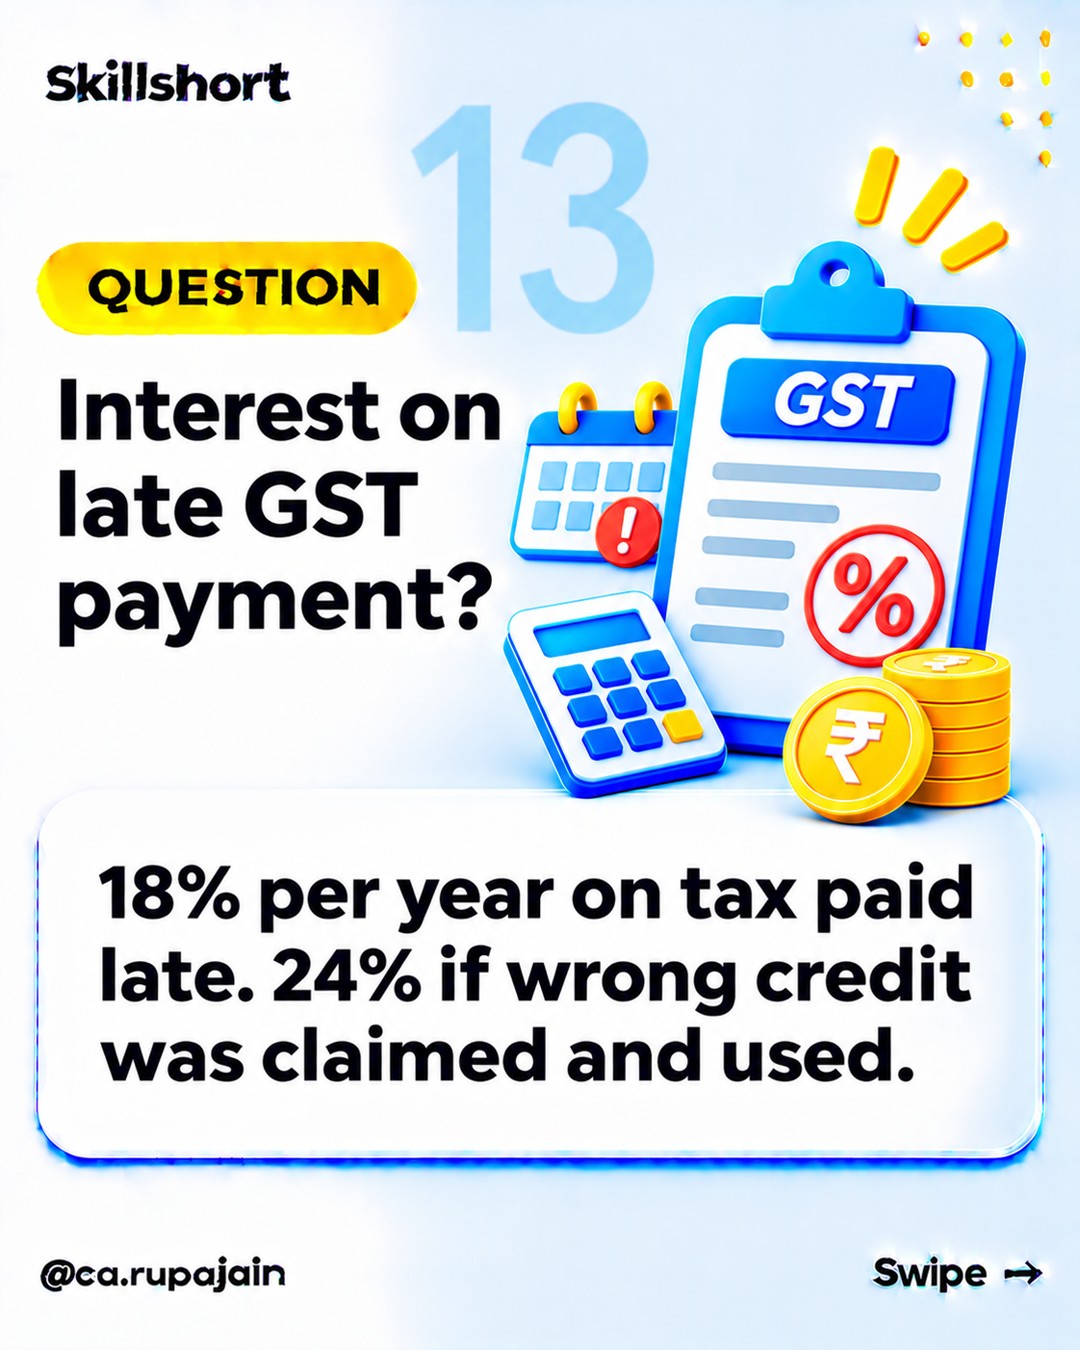 Skillshort
13
QUESTION
Interest on
late GST
payment?
GST
!
%
₹
₹
18% per year on tax paid
late. 24% if wrong credit
was claimed and used.
@ca.rupajain
Swipe →